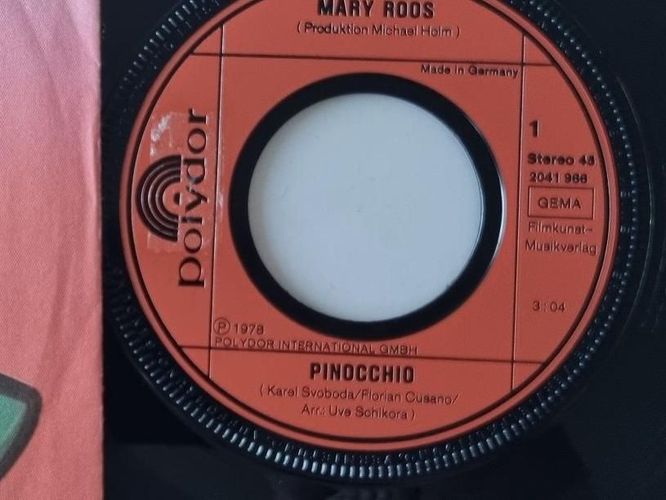 MARY ROOS
( Produktion Michael Holm )
Made in Germany
1
Stereo 45
2041 966
GEMA
Filmkunst-
Musikverlag
3:04
polydor
Ⓟ 1978
POLYDOR INTERNATIONAL GMBH
PINOCCHIO
( Karel Svoboda/Florian Cusano/
Arr.: Uve Schikora )